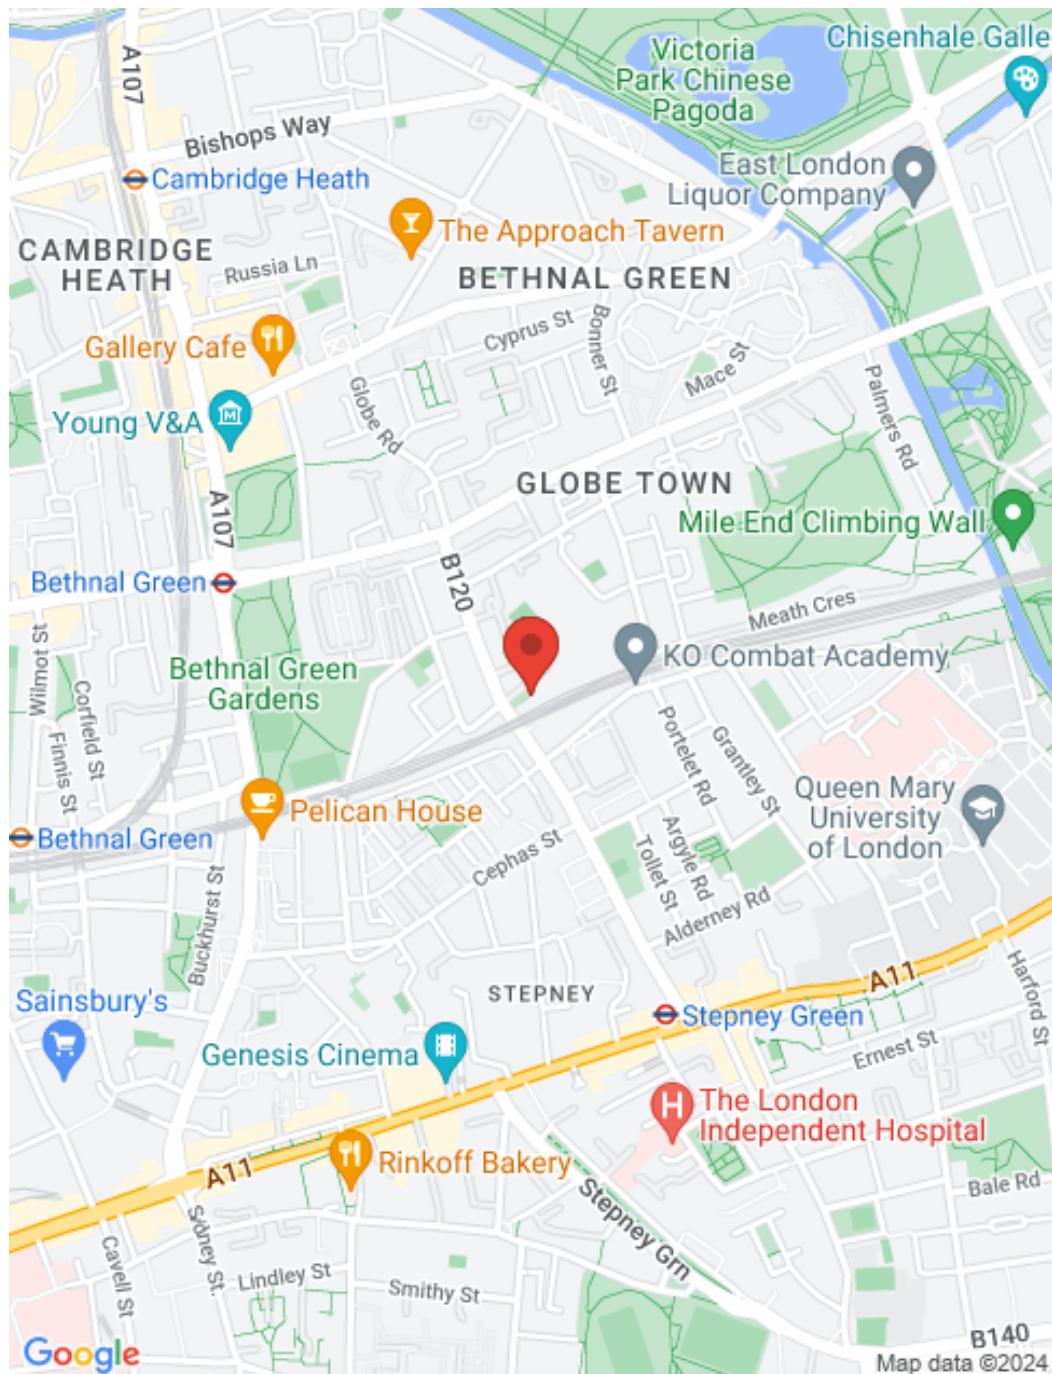 Victoria
Park Chinese
Pagoda
Chisenhale Galle
A107
Bishops Way
East London
Liquor Company
Cambridge Heath
The Approach Tavern
CAMBRIDGE
HEATH
Russia Ln
BETHNAL GREEN
Bonner St
Cyprus St
Gallery Cafe
Mace St
Palmers Rd
Globe Rd
Young V&A
GLOBE TOWN
A107
Mile End Climbing Wall
Bethnal Green
B120
Meath Cres
Wilmot St
Corfield St
Finnis St
Bethnal Green
Gardens
KO Combat Academy
Portelet Rd
Grantley St
Pelican House
Queen Mary
University
of London
Bethnal Green
Cephas St
Argyle Rd
Tollet St
Alderney Rd
Buckhurst St
A11
Harford St
Sainsbury's
STEPNEY
Stepney Green
Genesis Cinema
Ernest St
The London
Independent Hospital
Rinkoff Bakery
A11
Bale Rd
Stepney Grn
Sidney St.
Cavell St
Lindley St
Smithy St
B140
Google
Map data ©2024